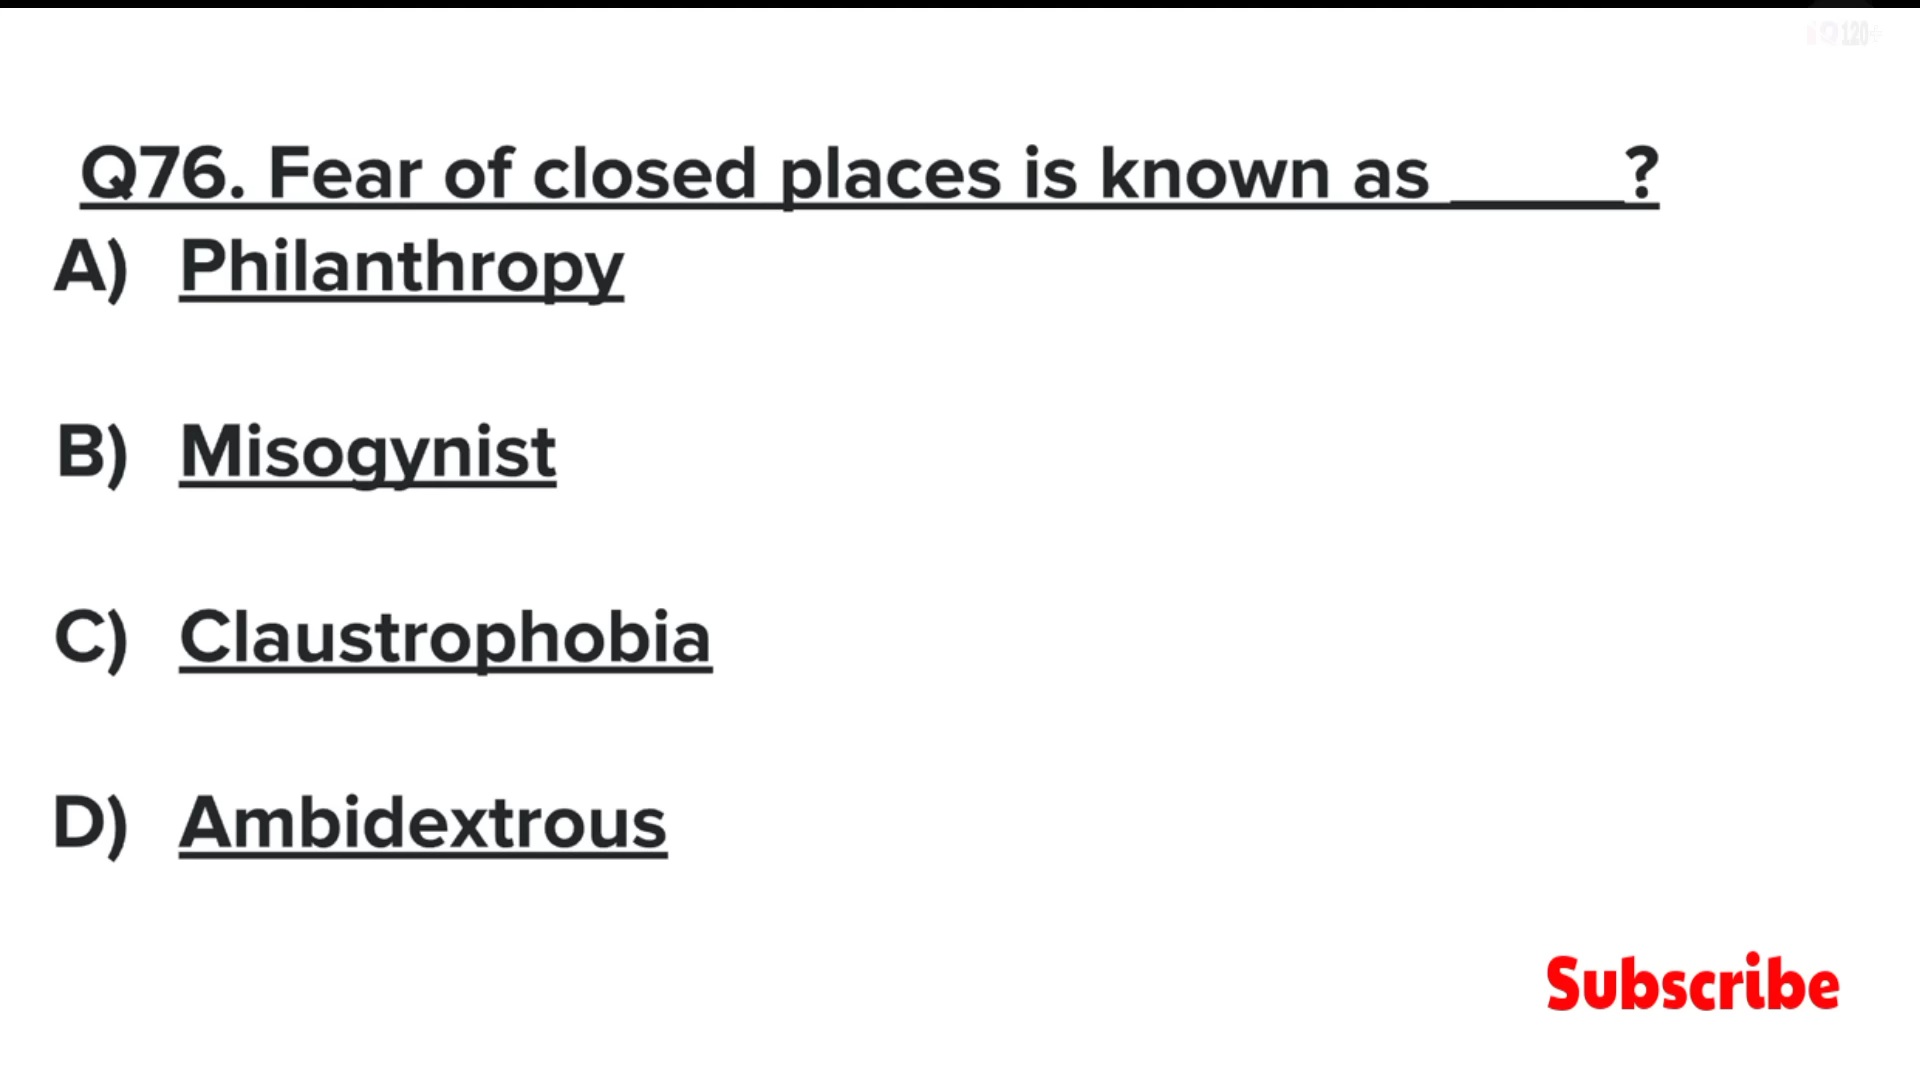 Q76. Fear of closed places is known as _____?
A) Philanthropy
B) Misogynist
C) Claustrophobia
D) Ambidextrous
Subscribe